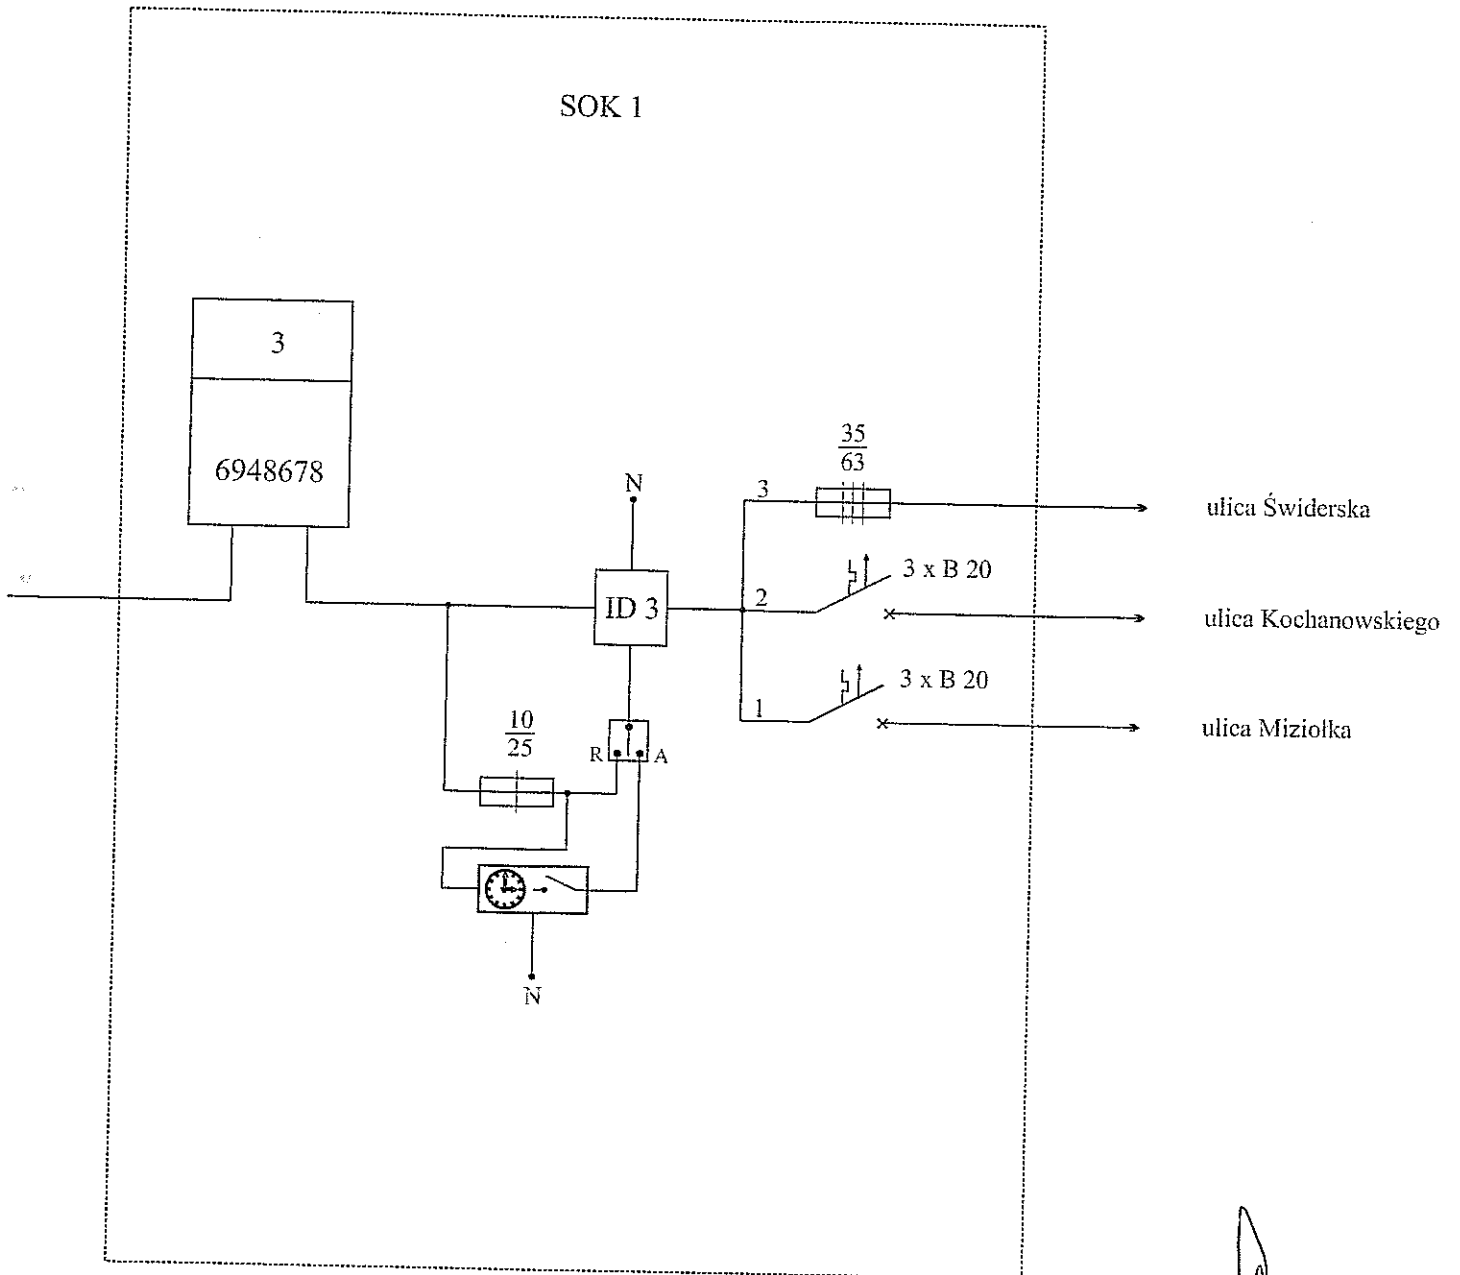 SOK 1
3
6948678
N
ID 3
R
A
10
25
N
35
63
3
2
1
3 x B 20
3 x B 20
ulica Świderska
ulica Kochanowskiego
ulica Miziołka